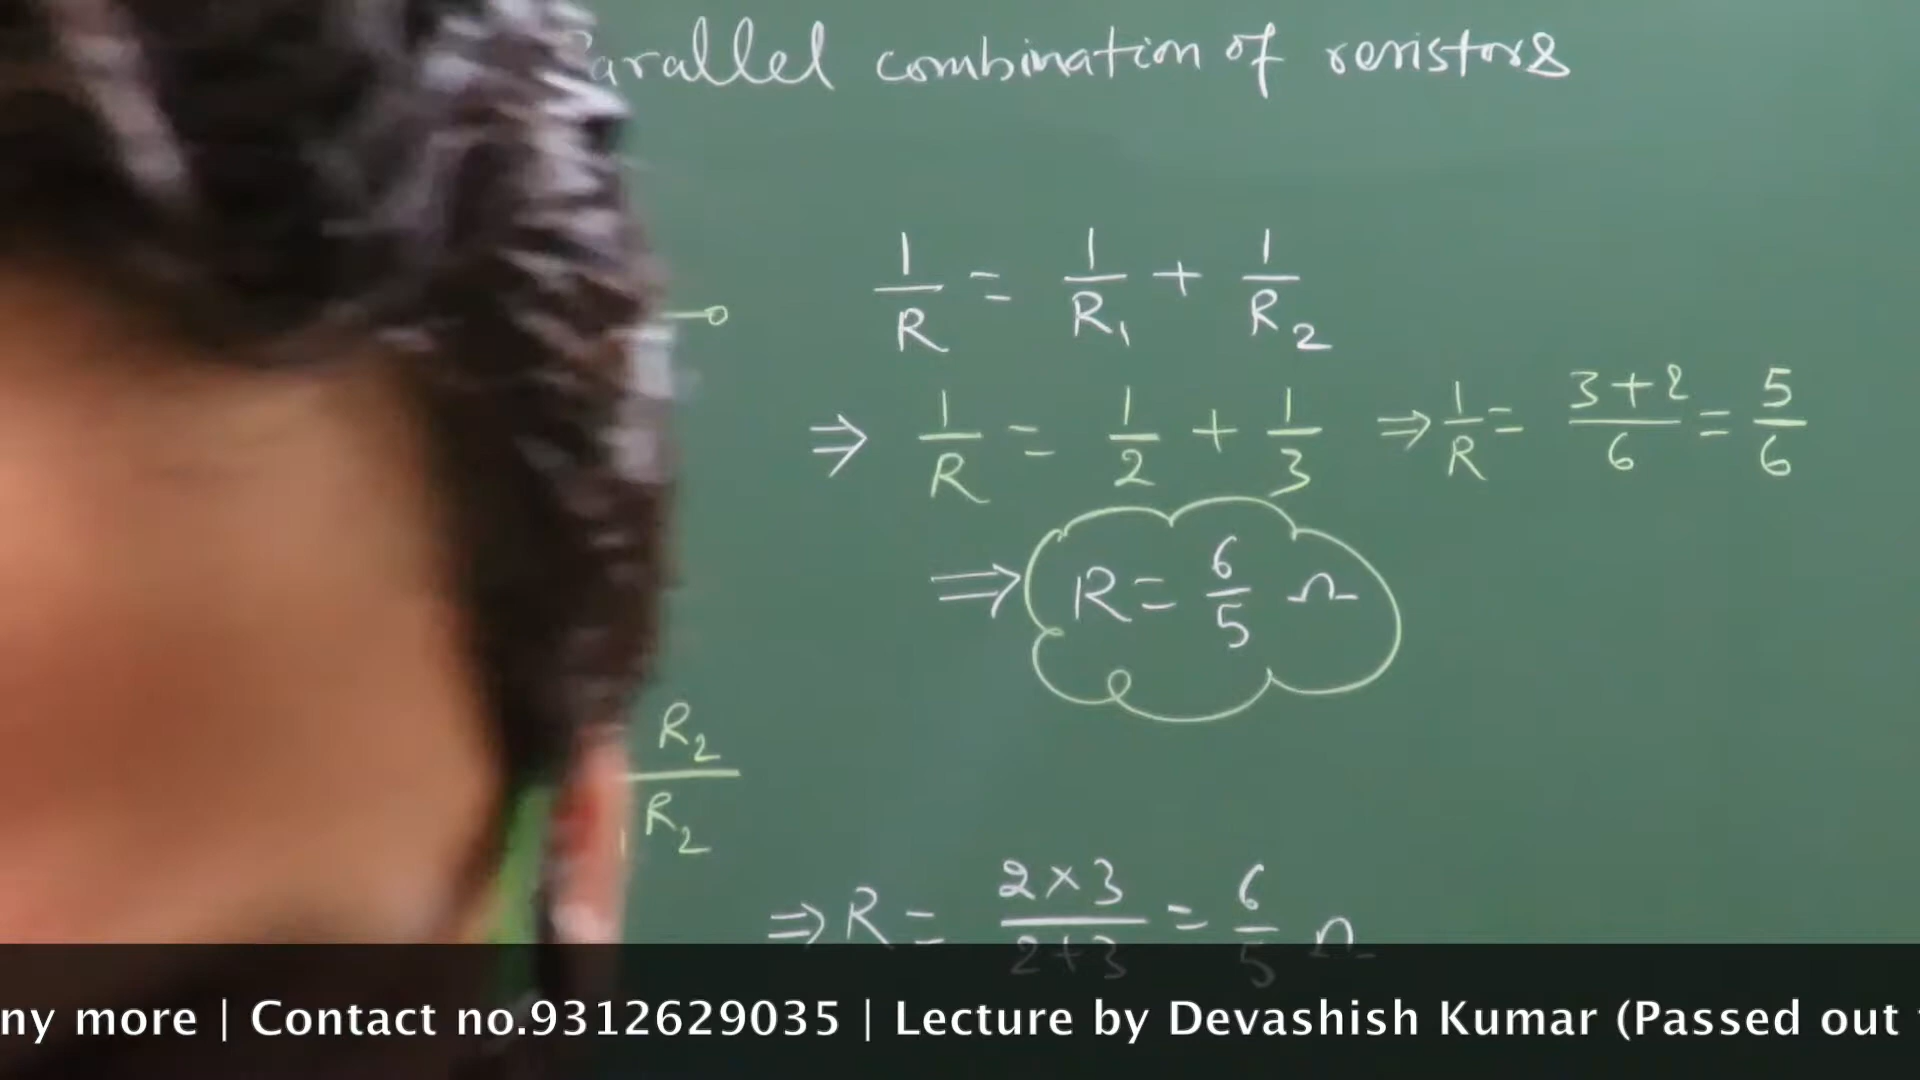 Parallel combination of resistors
1/R = 1/R₁ + 1/R₂
⇒ 1/R = 1/2 + 1/3 ⇒ 1/R = (3+2)/6 = 5/6
⇒ R = 6/5 Ω
R₂
R₂
⇒ R = (2×3)/(2+3) = 6/5 Ω
ny more | Contact no.9312629035 | Lecture by Devashish Kumar (Passed out